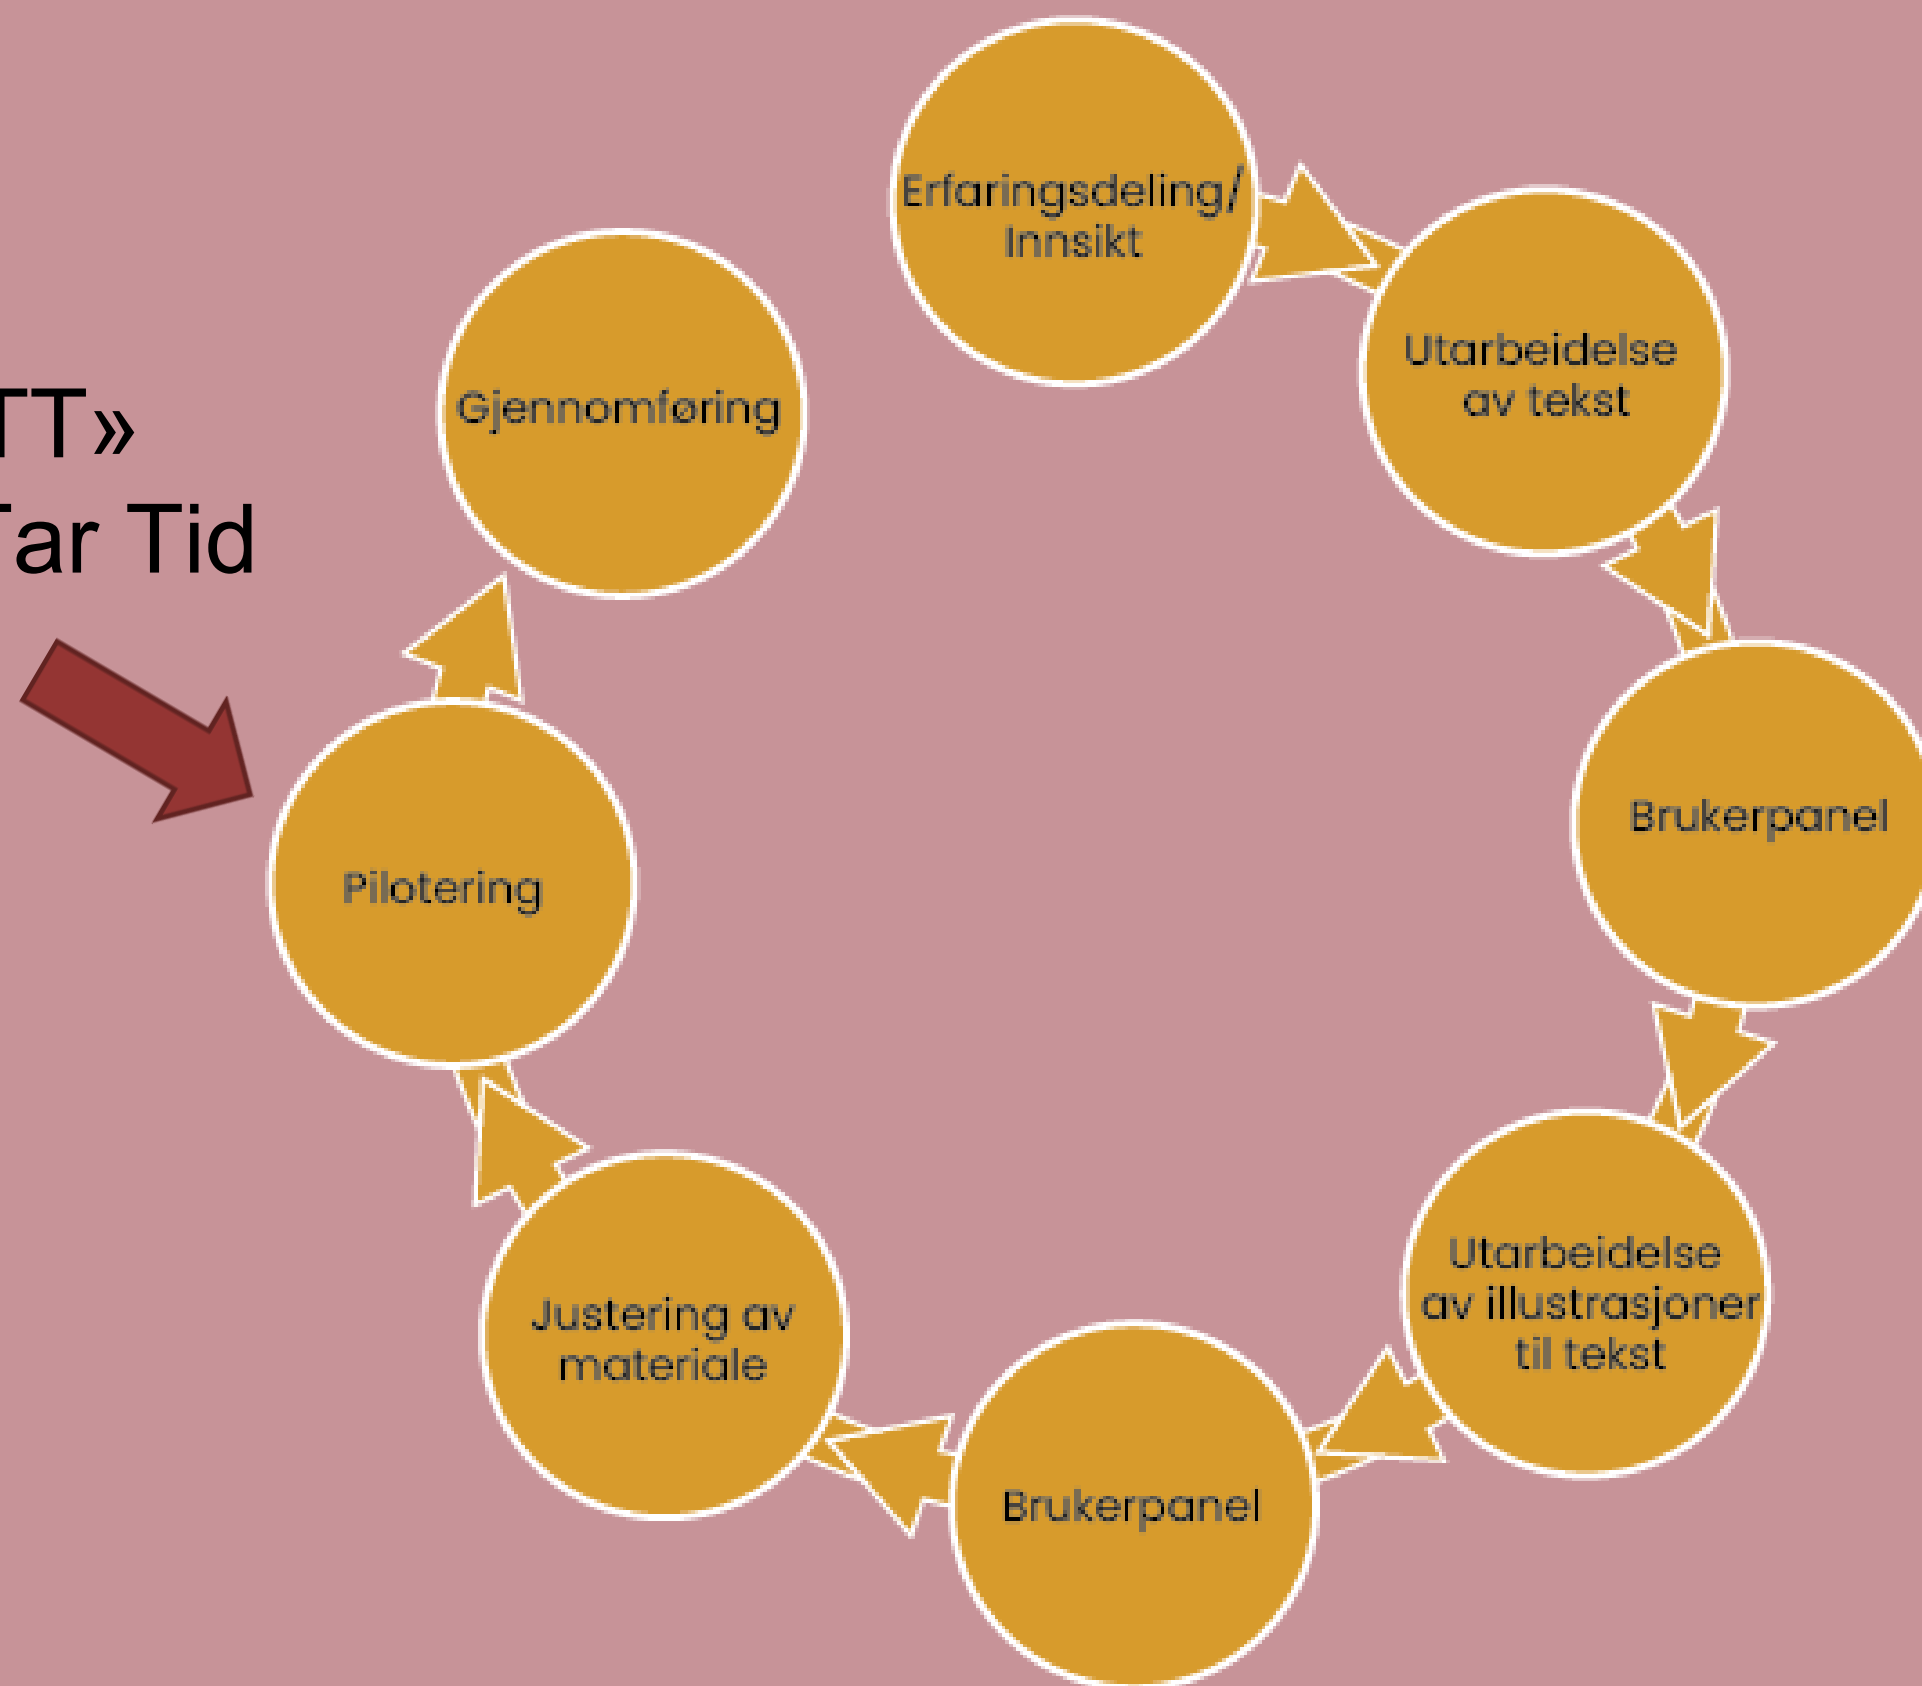 TT»
Tar Tid
Erfaringsdeling/
Innsikt
Utarbeidelse
av tekst
Brukerpanel
Utarbeidelse
av illustrasjoner
til tekst
Brukerpanel
Justering av
materiale
Pilotering
Gjennomføring